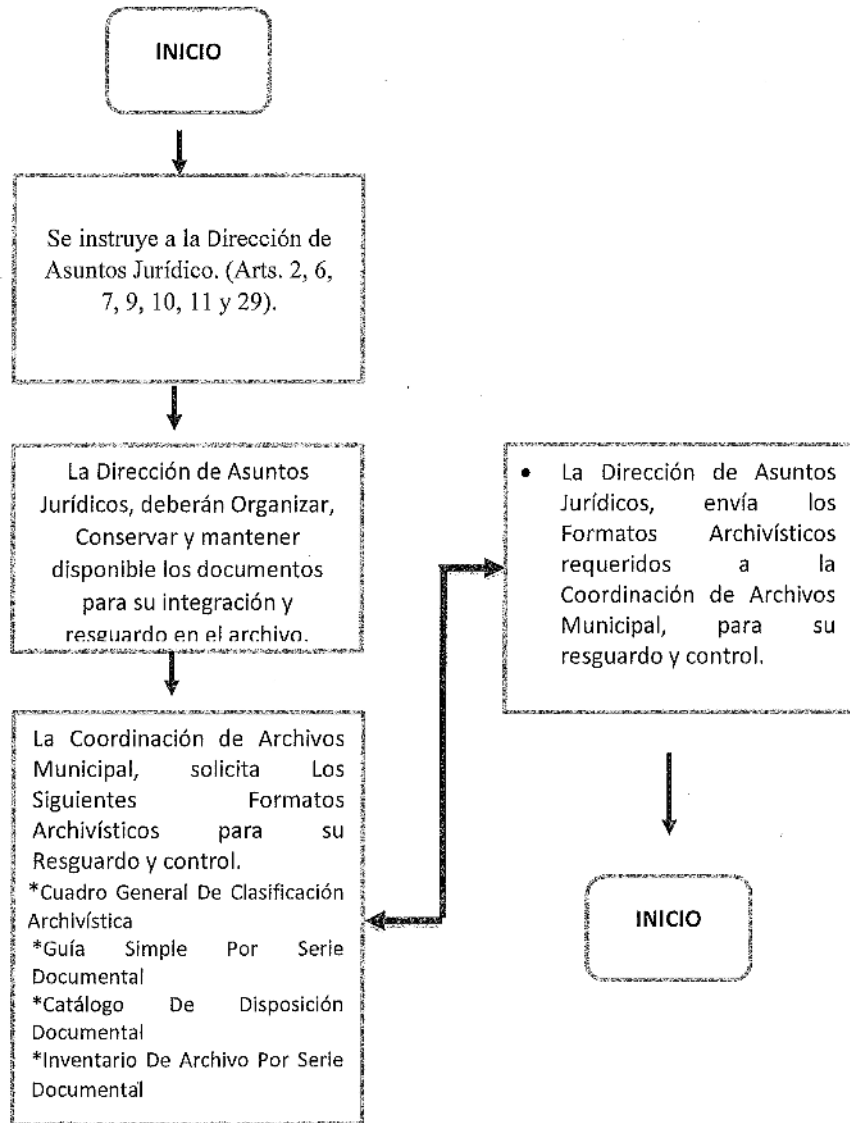 INICIO
Se instruye a la Dirección de
Asuntos Jurídico. (Arts. 2, 6,
7, 9, 10, 11 y 29).
La Dirección de Asuntos
Jurídicos, deberán Organizar,
Conservar y mantener
disponible los documentos
para su integración y
resguardo en el archivo.
La Coordinación de Archivos
Municipal, solicita Los
Siguientes Formatos
Archivísticos para su
Resguardo y control.
*Cuadro General De Clasificación
Archivística
*Guía Simple Por Serie
Documental
*Catálogo De Disposición
Documental
*Inventario De Archivo Por Serie
Documental
• La Dirección de Asuntos
Jurídicos, envía los
Formatos Archivísticos
requeridos a la
Coordinación de Archivos
Municipal, para su
resguardo y control.
INICIO